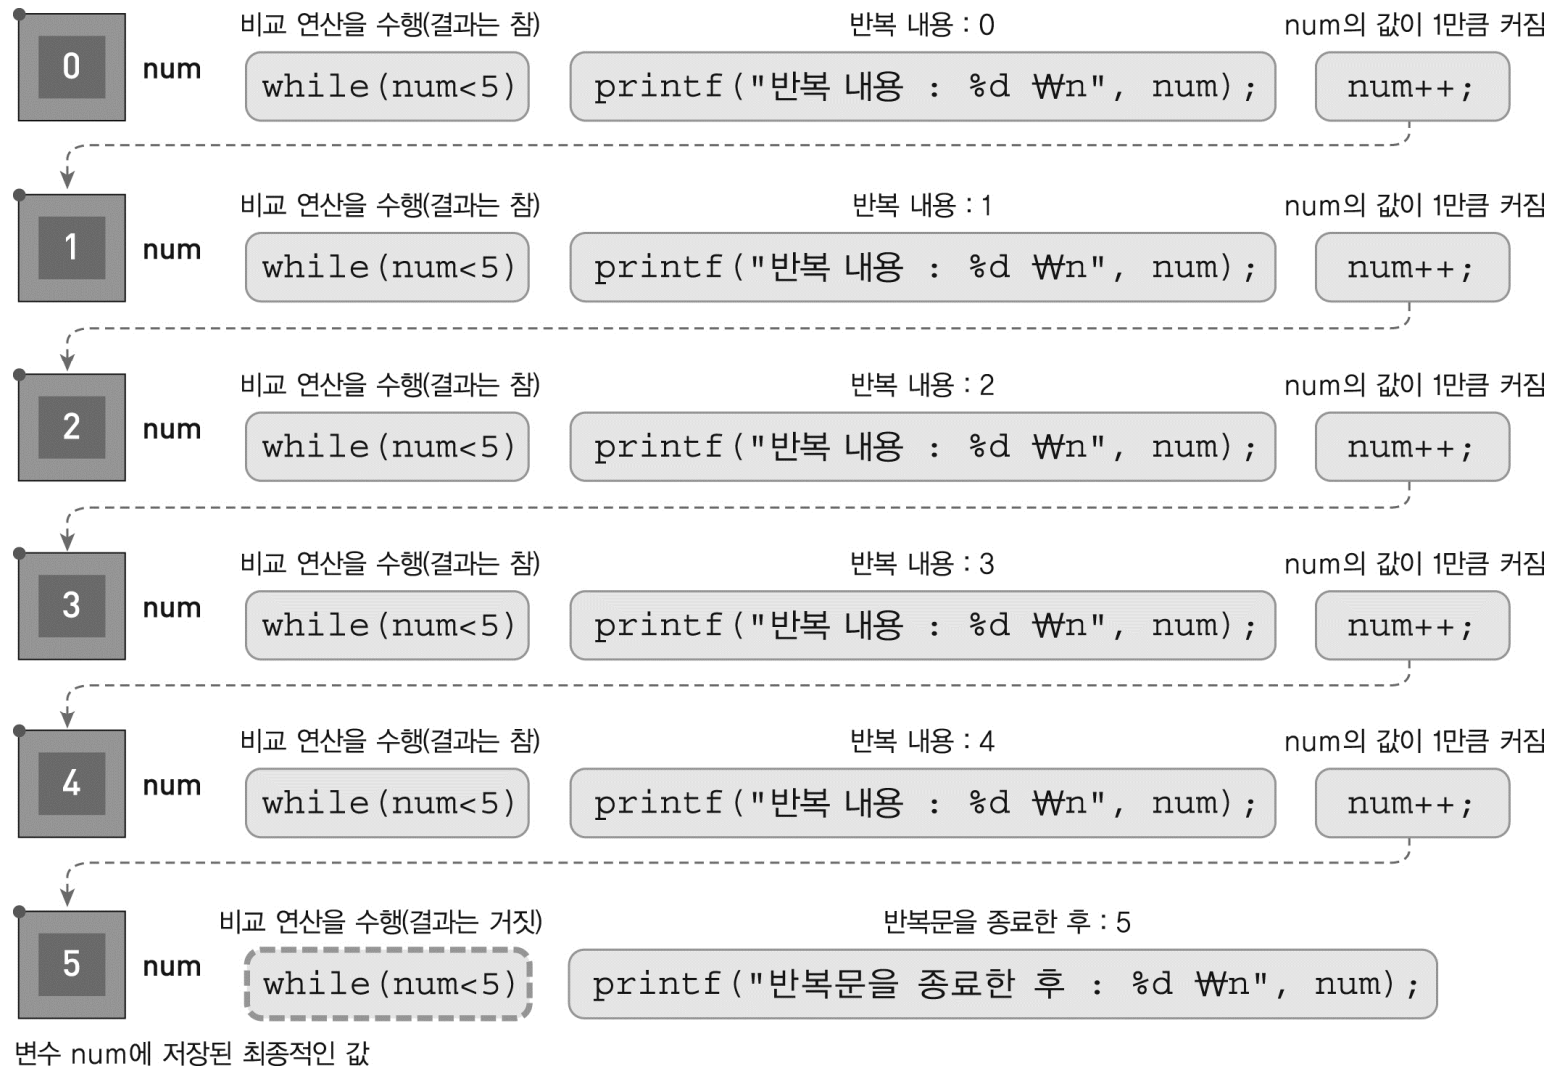 비교 연산을 수행(결과는 참) 반복 내용 : 0 num의 값이 1만큼 커짐
0 num while(num<5) printf("반복 내용 : %d ₩n", num); num++;
비교 연산을 수행(결과는 참) 반복 내용 : 1 num의 값이 1만큼 커짐
1 num while(num<5) printf("반복 내용 : %d ₩n", num); num++;
비교 연산을 수행(결과는 참) 반복 내용 : 2 num의 값이 1만큼 커짐
2 num while(num<5) printf("반복 내용 : %d ₩n", num); num++;
비교 연산을 수행(결과는 참) 반복 내용 : 3 num의 값이 1만큼 커짐
3 num while(num<5) printf("반복 내용 : %d ₩n", num); num++;
비교 연산을 수행(결과는 참) 반복 내용 : 4 num의 값이 1만큼 커짐
4 num while(num<5) printf("반복 내용 : %d ₩n", num); num++;
비교 연산을 수행(결과는 거짓) 반복문을 종료한 후 : 5
5 num while(num<5) printf("반복문을 종료한 후 : %d ₩n", num);
변수 num에 저장된 최종적인 값